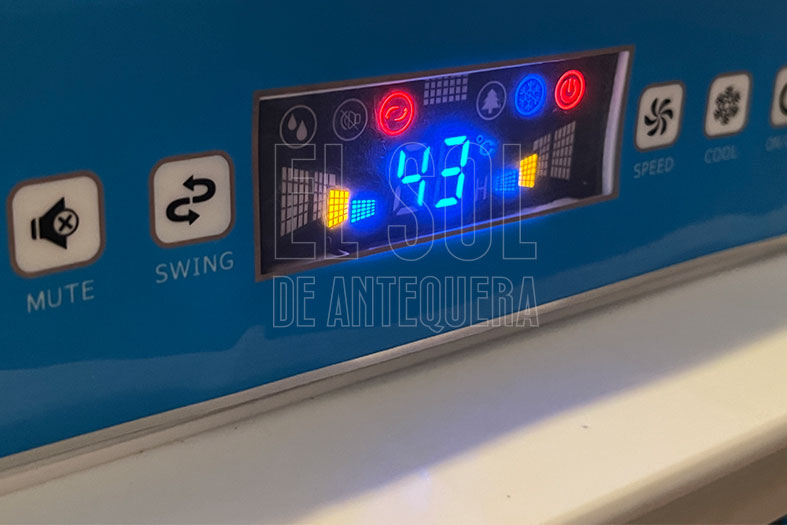 43 °C
H
MUTE
SWING
SPEED
COOL
EL SOL
DE ANTEQUERA